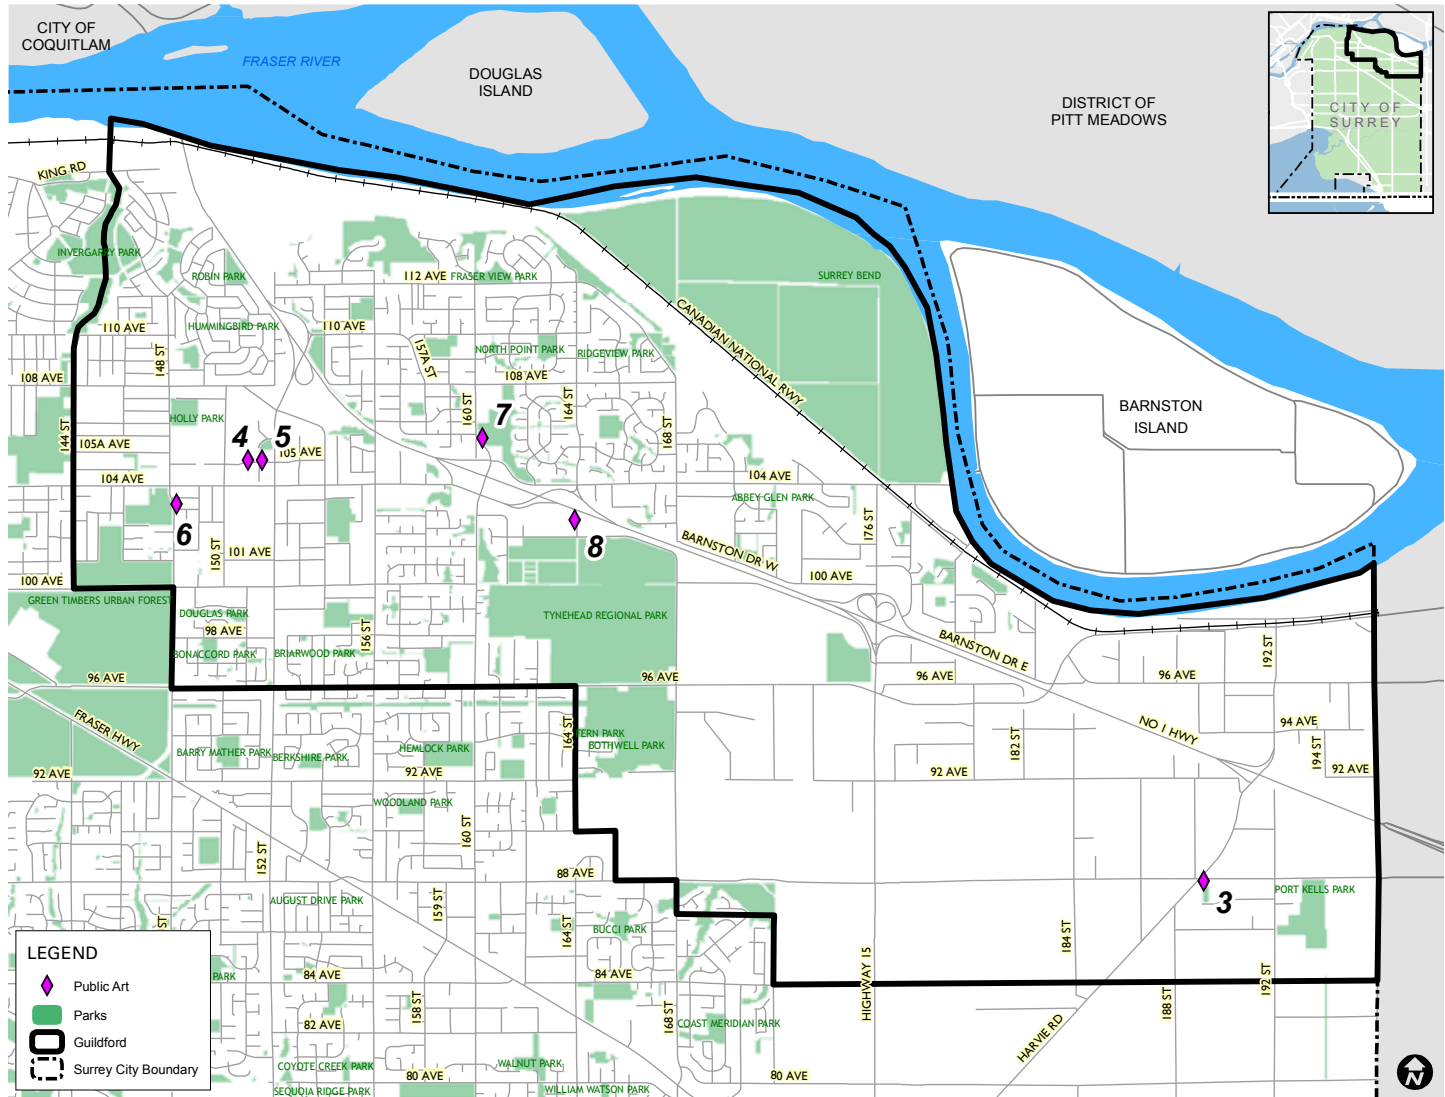 CITY OF
COQUITLAM
FRASER RIVER
DOUGLAS
ISLAND
DISTRICT OF
PITT MEADOWS
CITY OF
SURREY
KING RD
INVERGARRY PARK
ROBIN PARK
112 AVE
FRASER VIEW PARK
SURREY BEND
CANADIAN NATIONAL RWY
110 AVE
HUMMINGBIRD PARK
110 AVE
148 ST
157A ST
NORTH POINT PARK
RIDGEVIEW PARK
108 AVE
108 AVE
160 ST
164 ST
168 ST
144 ST
HOLLY PARK
BARNSTON
ISLAND
7
4
5
105A AVE
105 AVE
104 AVE
104 AVE
ABBEY GLEN PARK
6
8
176 ST
150 ST
101 AVE
BARNSTON DR W
100 AVE
100 AVE
GREEN TIMBERS URBAN FOREST
DOUGLAS PARK
TYNEHEAD REGIONAL PARK
98 AVE
156 ST
BONACCORD PARK
BRIARWOOD PARK
BARNSTON DR E
192 ST
96 AVE
96 AVE
96 AVE
96 AVE
FRASER HWY
164 ST
FERN PARK
BOTHWELL PARK
NO 1 HWY
94 AVE
182 ST
194 ST
BARRY MATHER PARK
BERKSHIRE PARK
HEMLOCK PARK
92 AVE
92 AVE
92 AVE
92 AVE
WOODLAND PARK
160 ST
152 ST
88 AVE
AUGUST DRIVE PARK
159 ST
PORT KELLS PARK
3
ST
164 ST
BUCCI PARK
184 ST
HIGHWAY 15
LEGEND
Public Art
Parks
Guildford
Surrey City Boundary
PARK
84 AVE
84 AVE
192 ST
158 ST
168 ST
188 ST
82 AVE
COAST MERIDIAN PARK
HARVIE RD
COYOTE CREEK PARK
WALNUT PARK
80 AVE
80 AVE
SEQUOIA RIDGE PARK
WILLIAM WATSON PARK
N